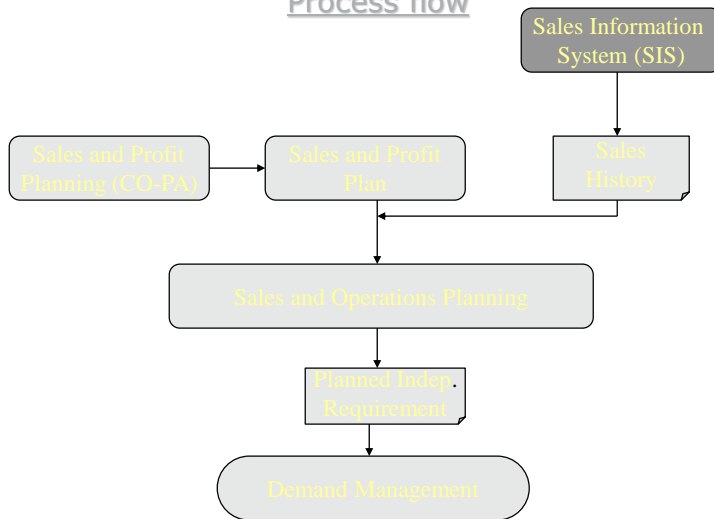 Process flow
Sales Information
System (SIS)
Sales and Profit
Planning (CO-PA)
Sales and Profit
Plan
Sales
History
Sales and Operations Planning
Planned Indep.
Requirement
Demand Management